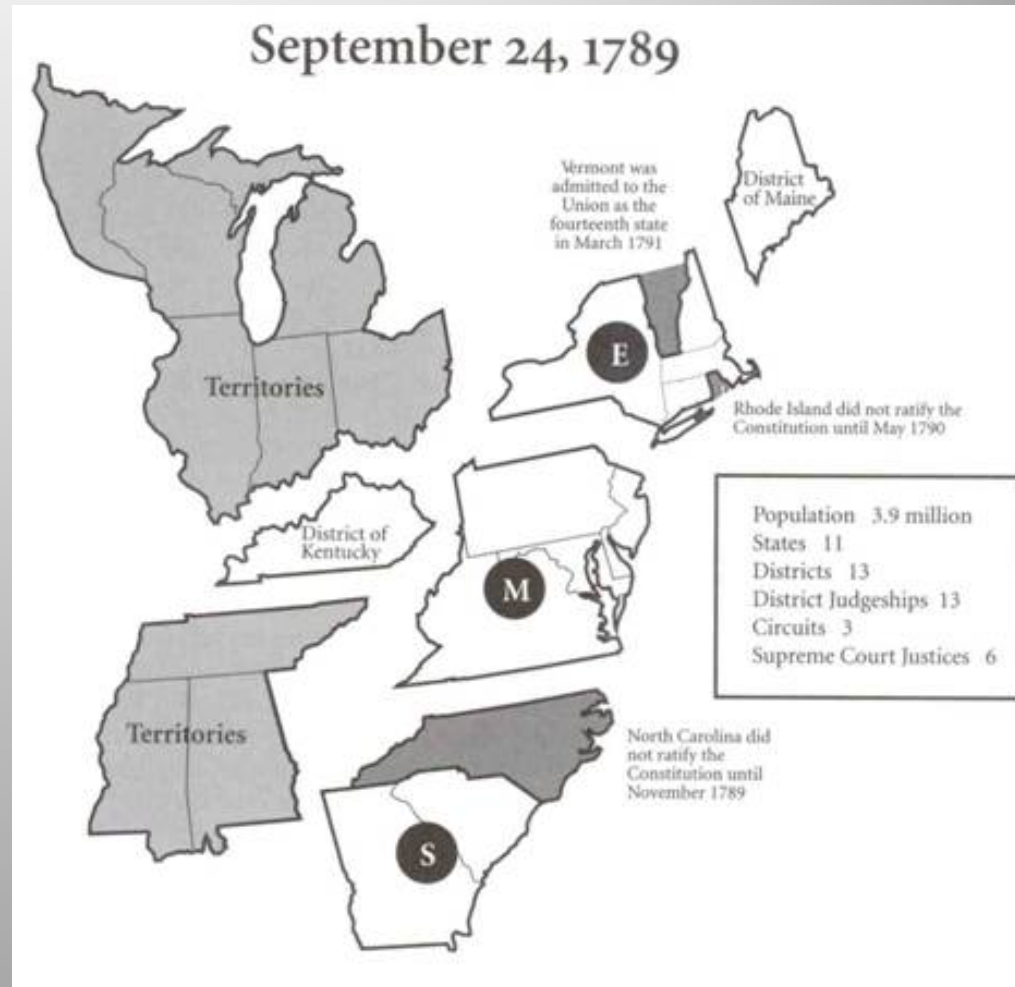 September 24, 1789
Vermont was
admitted to the
Union as the
fourteenth state
in March 1791
District
of Maine
E
Territories
Rhode Island did not ratify the
Constitution until May 1790
District of
Kentucky
M
Population 3.9 million
States 11
Districts 13
District Judgeships 13
Circuits 3
Supreme Court Justices 6
Territories
North Carolina did
not ratify the
Constitution until
November 1789
S